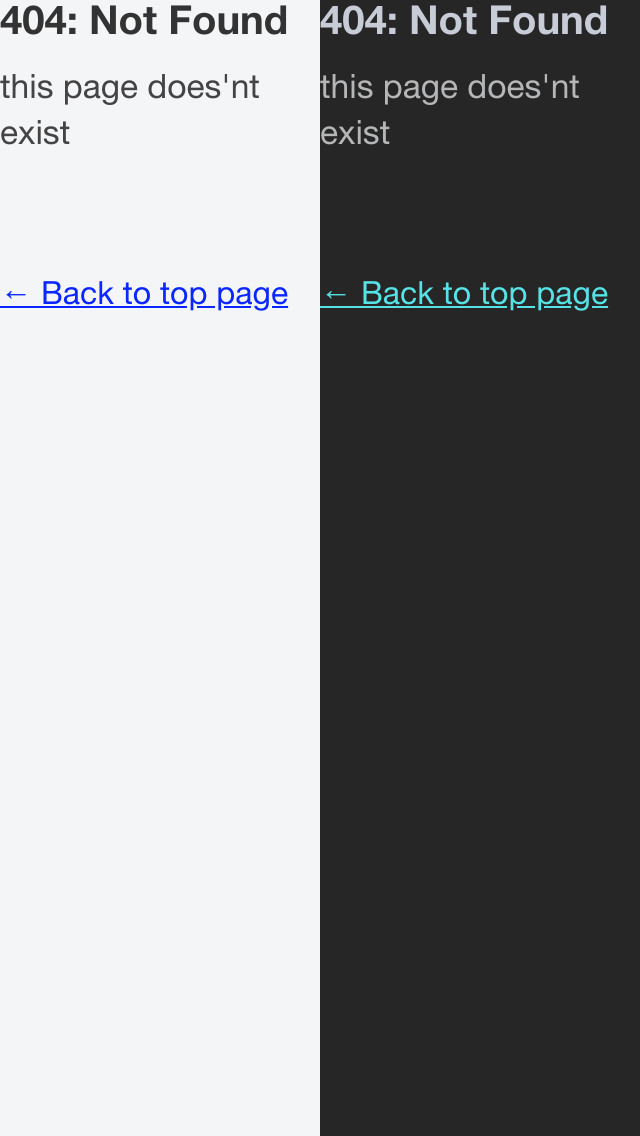 404: Not Found
this page does'nt
exist
← Back to top page
404: Not Found
this page does'nt
exist
← Back to top page